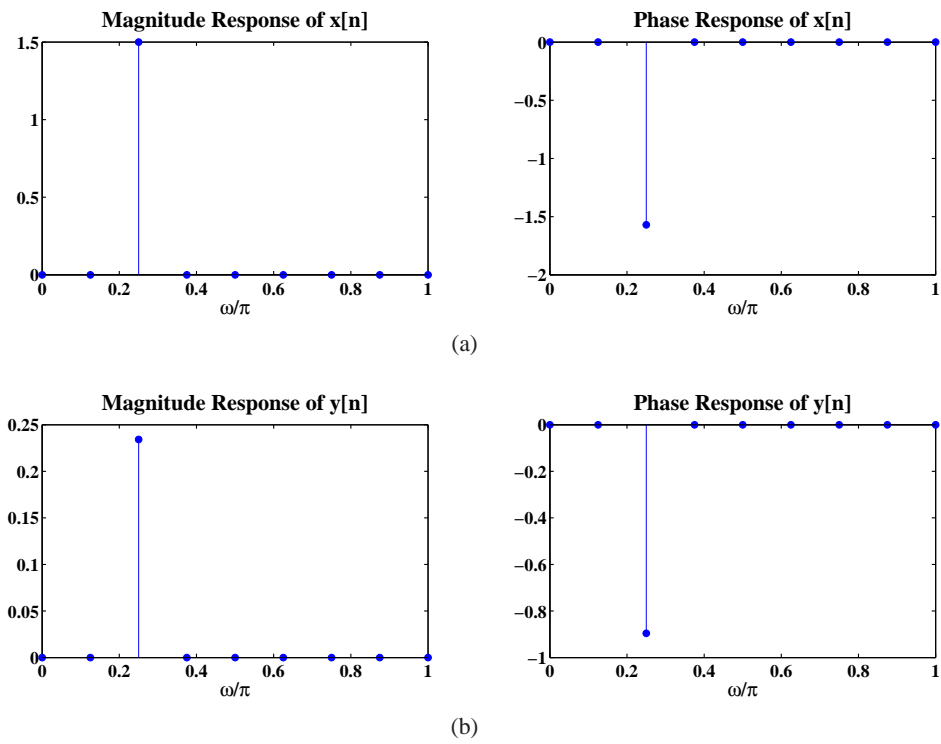 Magnitude Response of x[n]
1.5
1
0.5
0
0 0.2 0.4 0.6 0.8 1
ω/π
Phase Response of x[n]
0
−0.5
−1
−1.5
−2
0 0.2 0.4 0.6 0.8 1
ω/π
(a)
Magnitude Response of y[n]
0.25
0.2
0.15
0.1
0.05
0
0 0.2 0.4 0.6 0.8 1
ω/π
Phase Response of y[n]
0
−0.2
−0.4
−0.6
−0.8
−1
0 0.2 0.4 0.6 0.8 1
ω/π
(b)